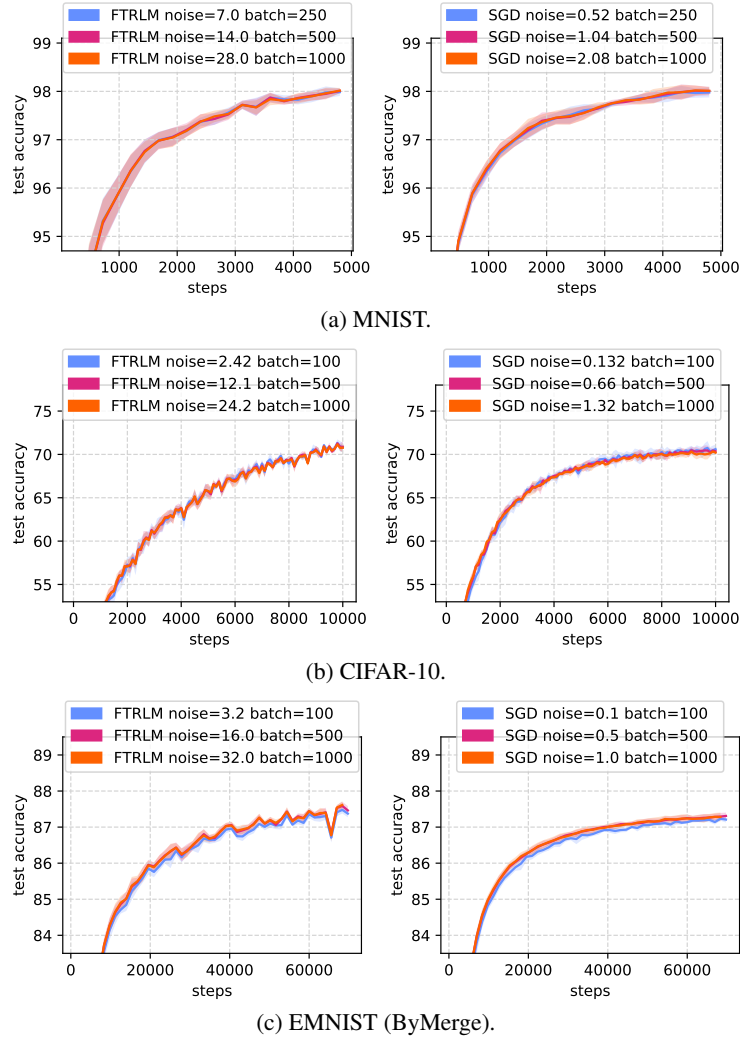 FTRLM noise=7.0 batch=250
FTRLM noise=14.0 batch=500
FTRLM noise=28.0 batch=1000
99
98
97
96
95
test accuracy
1000 2000 3000 4000 5000
steps
SGD noise=0.52 batch=250
SGD noise=1.04 batch=500
SGD noise=2.08 batch=1000
99
98
97
96
95
test accuracy
1000 2000 3000 4000 5000
steps
(a) MNIST.
FTRLM noise=2.42 batch=100
FTRLM noise=12.1 batch=500
FTRLM noise=24.2 batch=1000
75
70
65
60
55
test accuracy
0 2000 4000 6000 8000 10000
steps
SGD noise=0.132 batch=100
SGD noise=0.66 batch=500
SGD noise=1.32 batch=1000
75
70
65
60
55
test accuracy
0 2000 4000 6000 8000 10000
steps
(b) CIFAR-10.
FTRLM noise=3.2 batch=100
FTRLM noise=16.0 batch=500
FTRLM noise=32.0 batch=1000
89
88
87
86
85
84
test accuracy
0 20000 40000 60000
steps
SGD noise=0.1 batch=100
SGD noise=0.5 batch=500
SGD noise=1.0 batch=1000
89
88
87
86
85
84
test accuracy
0 20000 40000 60000
steps
(c) EMNIST (ByMerge).